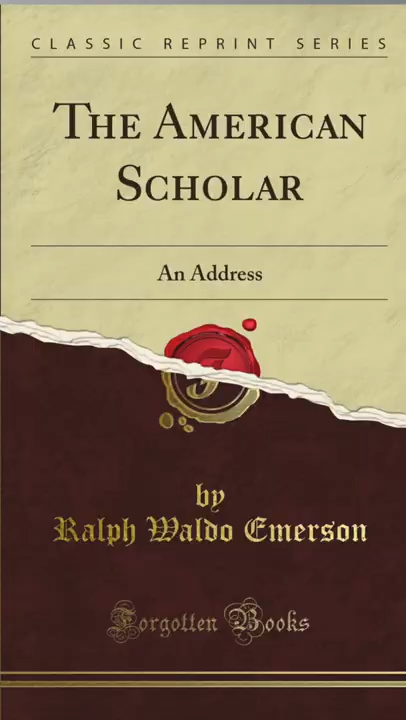 CLASSIC REPRINT SERIES
THE AMERICAN
SCHOLAR
An Address
F
by
Ralph Waldo Emerson
Forgotten Books